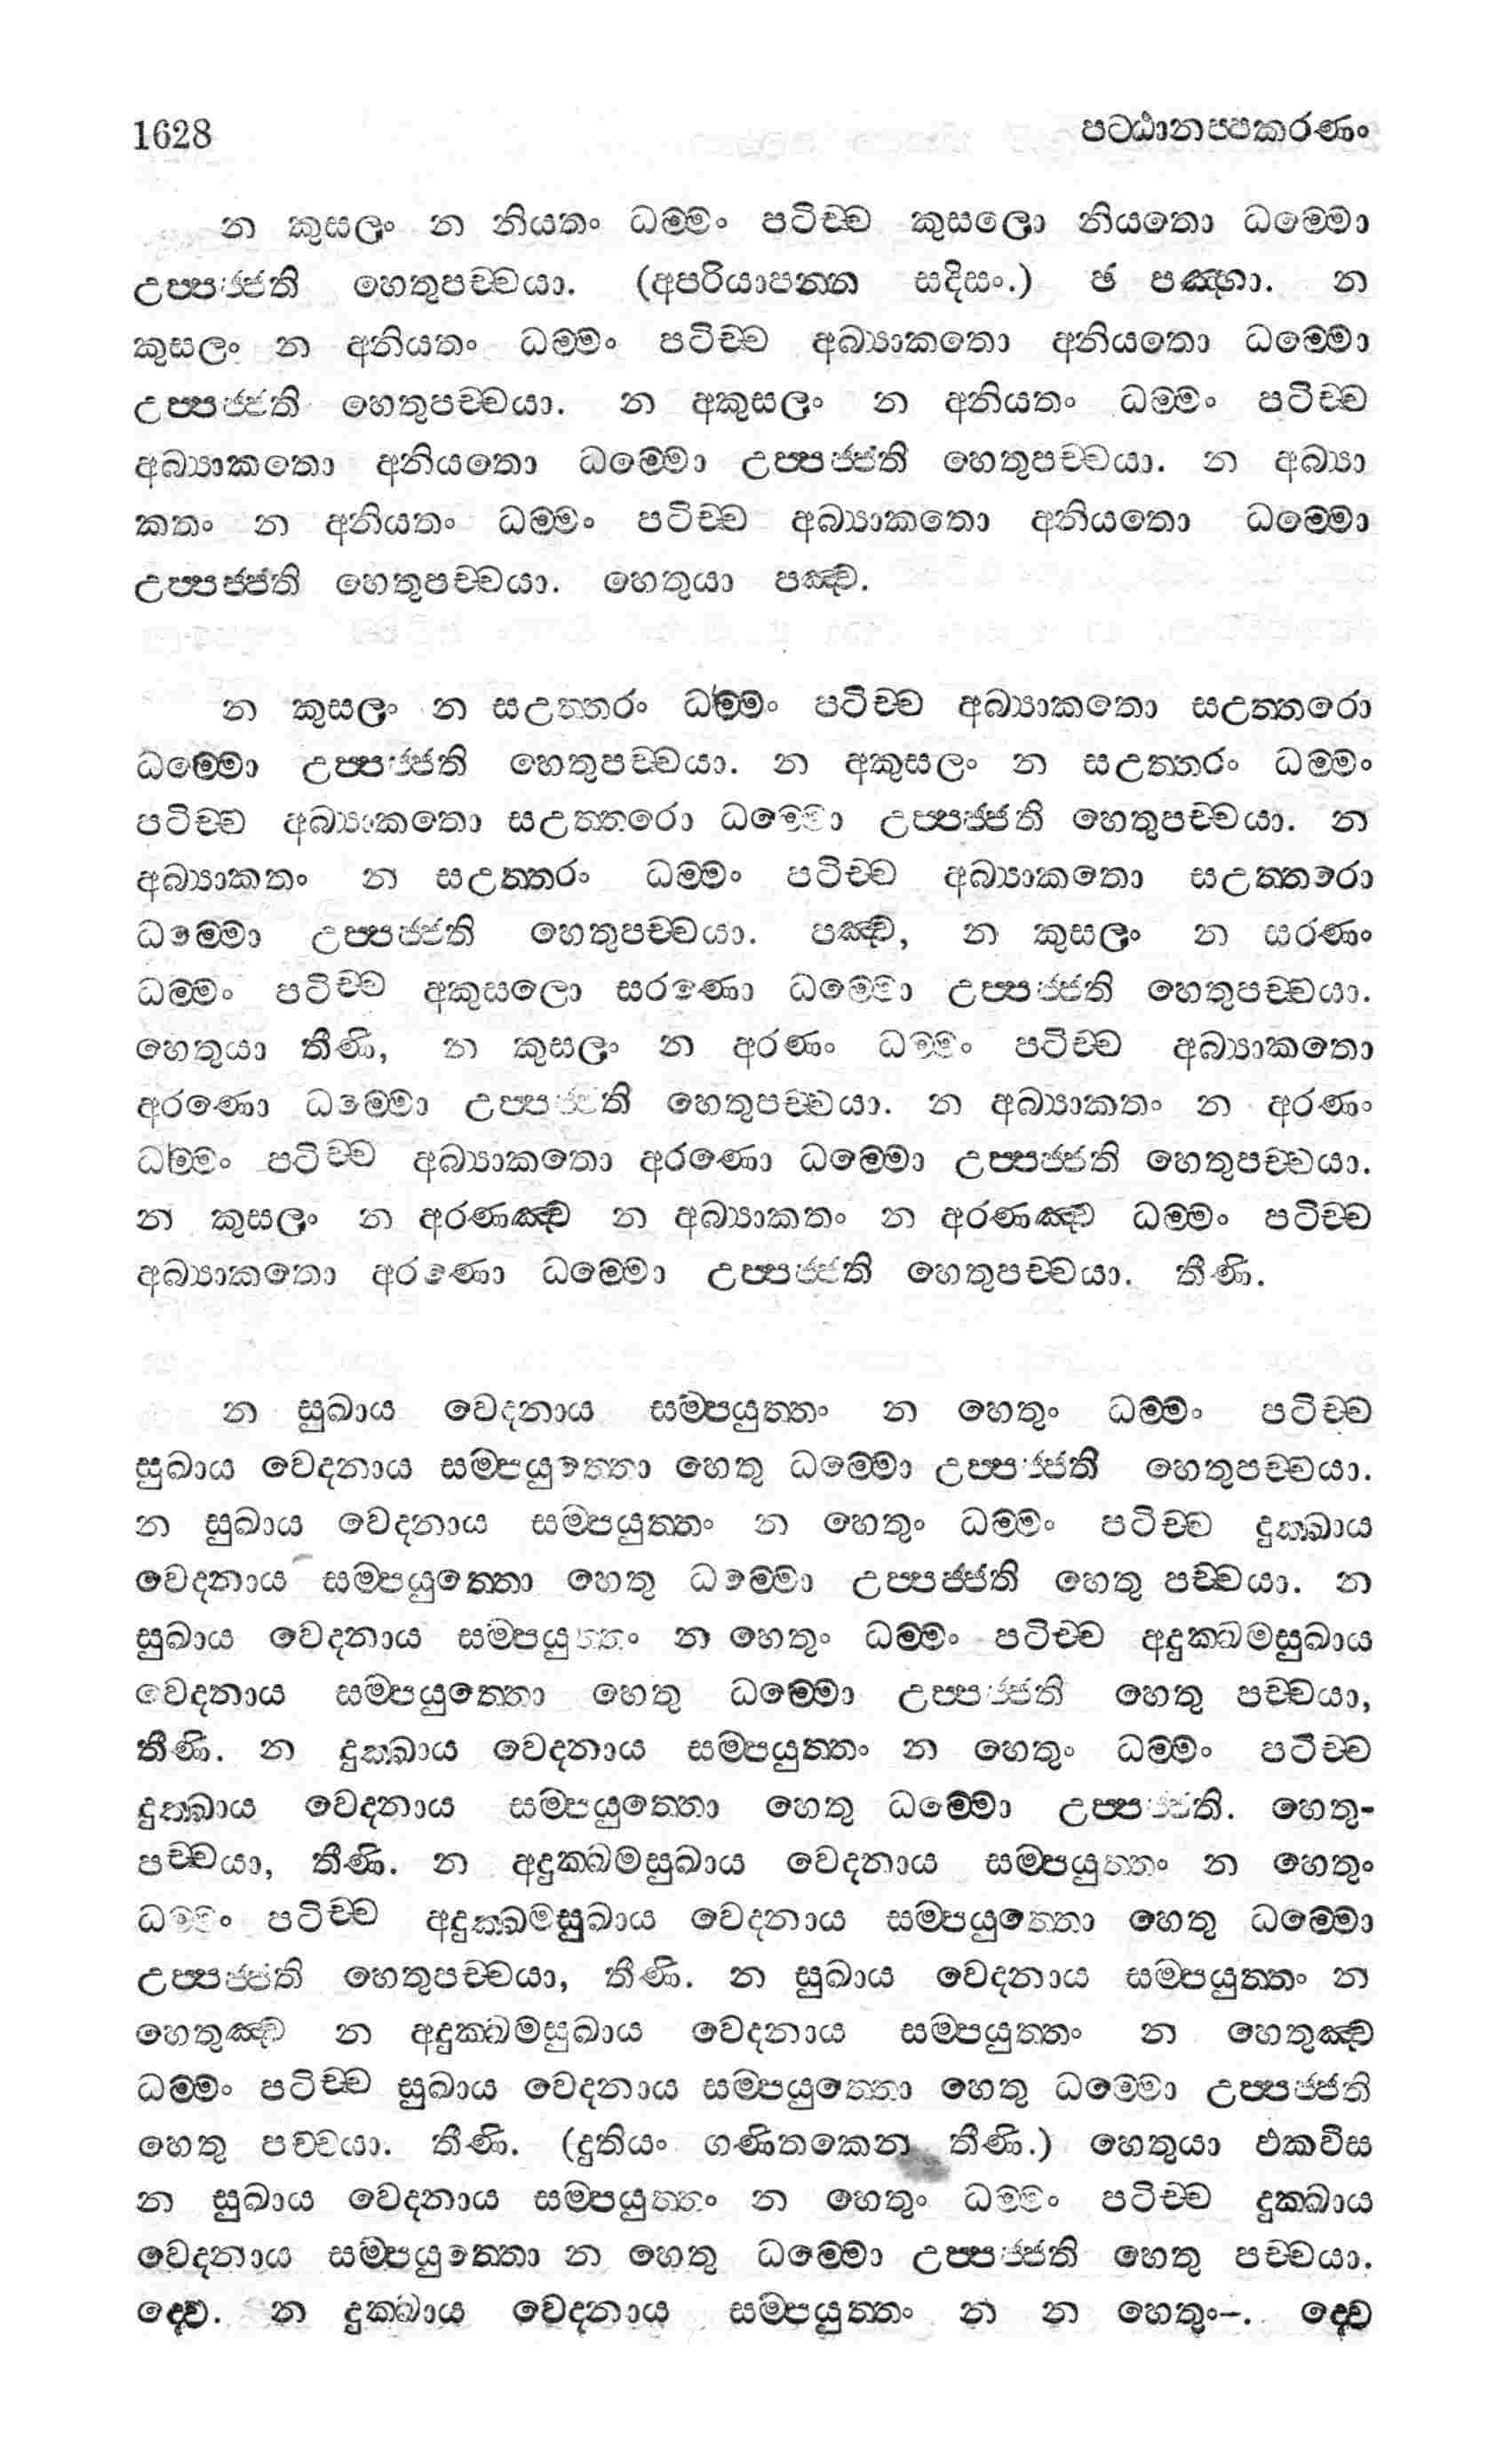 1628 පට්ඨානප්පකරණං
න කුසලං න නියතං ධම්මං පටිච්ච කුසලො නියතො ධම්මො
උප්පජ්ජති හෙතුපච්චයා. (අපරියාපන්න සදිසං.) ඡ පඤ්හා. න
කුසලං න අනියතං ධම්මං පටිච්ච අබ්‍යාකතො අනියතො ධම්මො
උප්පජ්ජති හෙතුපච්චයා. න අකුසලං න අනියතං ධම්මං පටිච්ච
අබ්‍යාකතො අනියතො ධම්මො උප්පජ්ජති හෙතුපච්චයා. න අබ්‍යා
කතං න අනියතං ධම්මං පටිච්ච අබ්‍යාකතො අනියතො ධම්මො
උප්පජ්ජති හෙතුපච්චයා. හෙතුයා පඤ්ච.
න කුසලං න සඋත්තරං ධම්මං පටිච්ච අබ්‍යාකතො සඋත්තරො
ධම්මො උප්පජ්ජති හෙතුපච්චයා. න අකුසලං න සඋත්තරං ධම්මං
පටිච්ච අබ්‍යාකතො සඋත්තරො ධම්මො උප්පජ්ජති හෙතුපච්චයා. න
අබ්‍යාකතං න සඋත්තරං ධම්මං පටිච්ච අබ්‍යාකතො සඋත්තරො
ධම්මො උප්පජ්ජති හෙතුපච්චයා. පඤ්ච, න කුසලං න සරණං
ධම්මං පටිච්ච අකුසලො සරණො ධම්මො උප්පජ්ජති හෙතුපච්චයා.
හෙතුයා තීණි, න කුසලං න අරණං ධම්මං පටිච්ච අබ්‍යාකතො
අරණො ධම්මො උප්පජ්ජති හෙතුපච්චයා. න අබ්‍යාකතං න අරණං
ධම්මං පටිච්ච අබ්‍යාකතො අරණො ධම්මො උප්පජ්ජති හෙතුපච්චයා.
න කුසලං න අරණඤ්ච න අබ්‍යාකතං න අරණඤ්ච ධම්මං පටිච්ච
අබ්‍යාකතො අරණො ධම්මො උප්පජ්ජති හෙතුපච්චයා. තීණි.
න සුඛාය වෙදනාය සම්පයුත්තං න හෙතුං ධම්මං පටිච්ච
සුඛාය වෙදනාය සම්පයුත්තො හෙතු ධම්මො උප්පජ්ජති හෙතුපච්චයා.
න සුඛාය වෙදනාය සම්පයුත්තං න හෙතුං ධම්මං පටිච්ච දුක්ඛාය
වෙදනාය සම්පයුත්තො හෙතු ධම්මො උප්පජ්ජති හෙතු පච්චයා. න
සුඛාය වෙදනාය සම්පයුත්තං න හෙතුං ධම්මං පටිච්ච අදුක්ඛමසුඛාය
වෙදනාය සම්පයුත්තො හෙතු ධම්මො උප්පජ්ජති හෙතු පච්චයා,
තීණි. න දුක්ඛාය වෙදනාය සම්පයුත්තං න හෙතුං ධම්මං පටිච්ච
දුක්ඛාය වෙදනාය සම්පයුත්තො හෙතු ධම්මො උප්පජ්ජති. හෙතු-
පච්චයා, තීණි. න අදුක්ඛමසුඛාය වෙදනාය සම්පයුත්තං න හෙතුං
ධම්මං පටිච්ච අදුක්ඛමසුඛාය වෙදනාය සම්පයුත්තො හෙතු ධම්මො
උප්පජ්ජති හෙතුපච්චයා, තීණි. න සුඛාය වෙදනාය සම්පයුත්තං න
හෙතුඤ්ච න අදුක්ඛමසුඛාය වෙදනාය සම්පයුත්තං න හෙතුඤ්ච
ධම්මං පටිච්ච සුඛාය වෙදනාය සම්පයුත්තො හෙතු ධම්මො උප්පජ්ජති
හෙතු පච්චයා. තීණි. (දුතියං ගණිතකෙන තීණි.) හෙතුයා එකවිස
න සුඛාය වෙදනාය සම්පයුත්තං න හෙතුං ධම්මං පටිච්ච දුක්ඛාය
වෙදනාය සම්පයුත්තො න හෙතු ධම්මො උප්පජ්ජති හෙතු පච්චයා.
ද්වෙ. න දුක්ඛාය වෙදනාය සම්පයුත්තං න න හෙතුං–. ද්වෙ